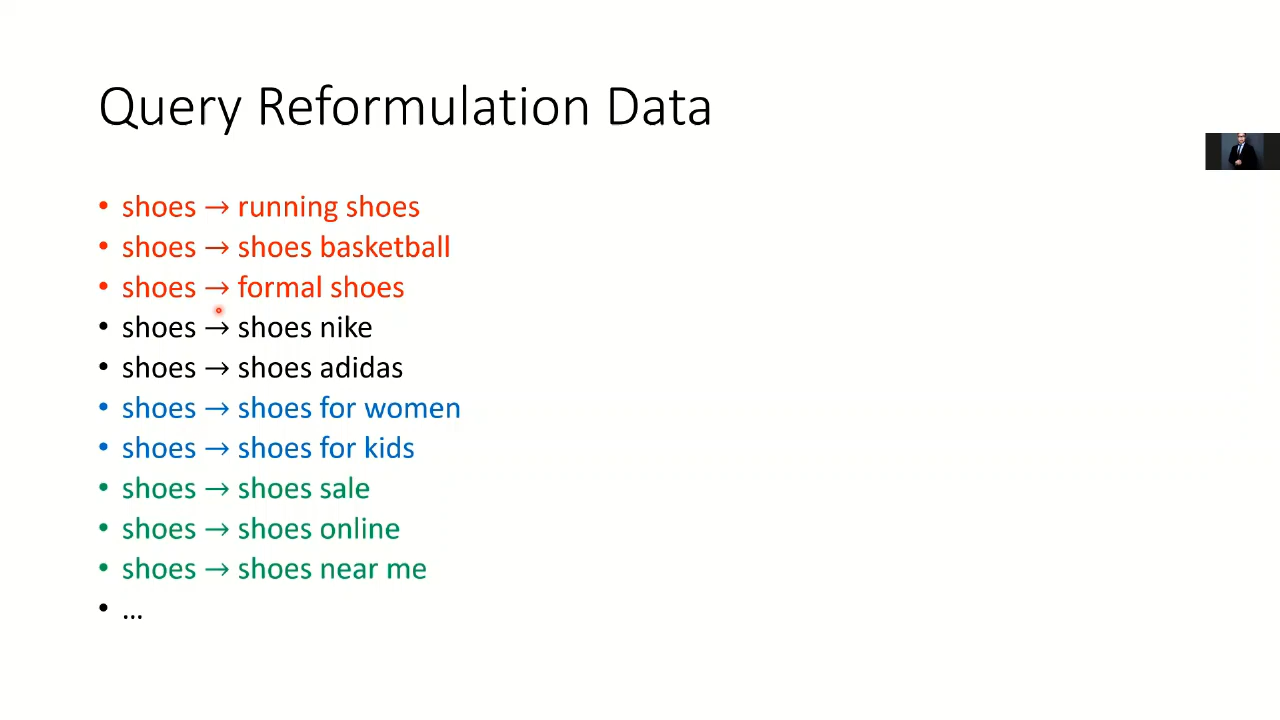 Query Reformulation Data
• shoes → running shoes
• shoes → shoes basketball
• shoes → formal shoes
• shoes → shoes nike
• shoes → shoes adidas
• shoes → shoes for women
• shoes → shoes for kids
• shoes → shoes sale
• shoes → shoes online
• shoes → shoes near me
• ...